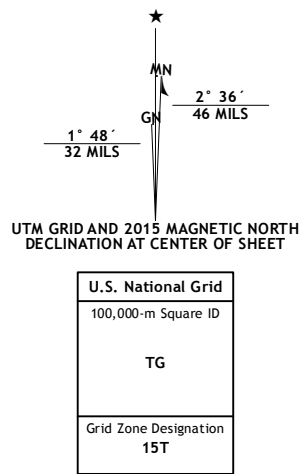 ★
MN
GN
2° 36´
46 MILS
1° 48´
32 MILS
UTM GRID AND 2015 MAGNETIC NORTH
DECLINATION AT CENTER OF SHEET
U.S. National Grid
100,000-m Square ID
TG
Grid Zone Designation
15T